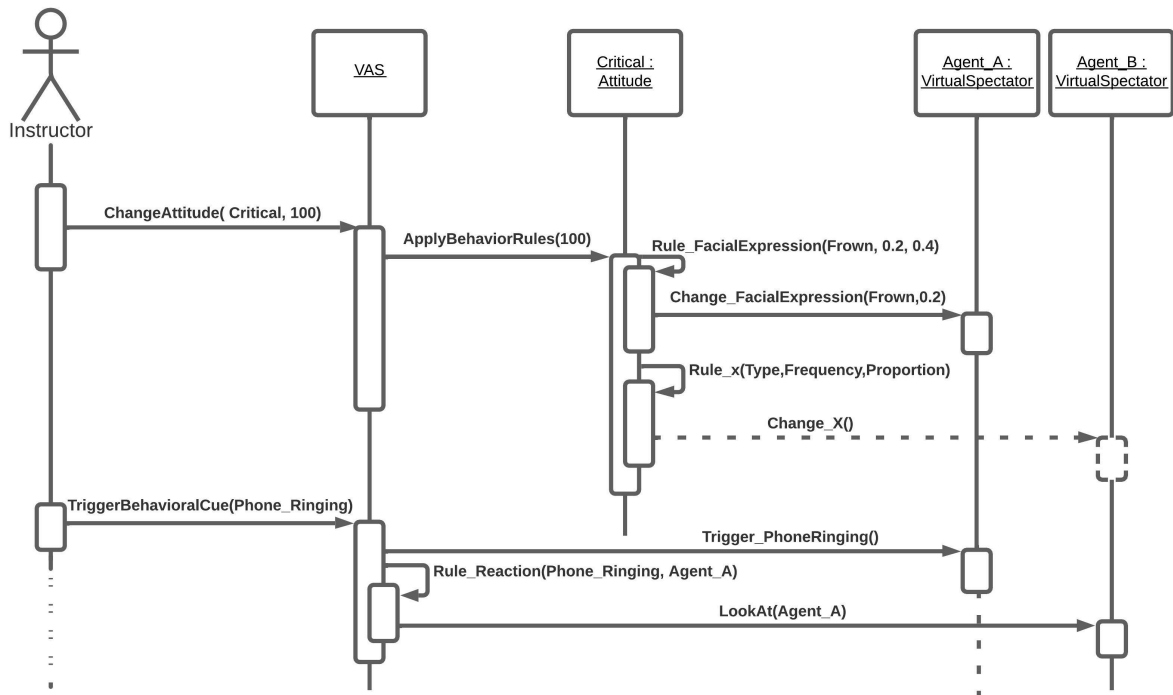 Instructor
VAS
Critical :
Attitude
Agent_A :
VirtualSpectator
Agent_B :
VirtualSpectator
ChangeAttitude( Critical, 100)
ApplyBehaviorRules(100)
Rule_FacialExpression(Frown, 0.2, 0.4)
Change_FacialExpression(Frown,0.2)
Rule_x(Type,Frequency,Proportion)
Change_X()
TriggerBehavioralCue(Phone_Ringing)
Trigger_PhoneRinging()
Rule_Reaction(Phone_Ringing, Agent_A)
LookAt(Agent_A)